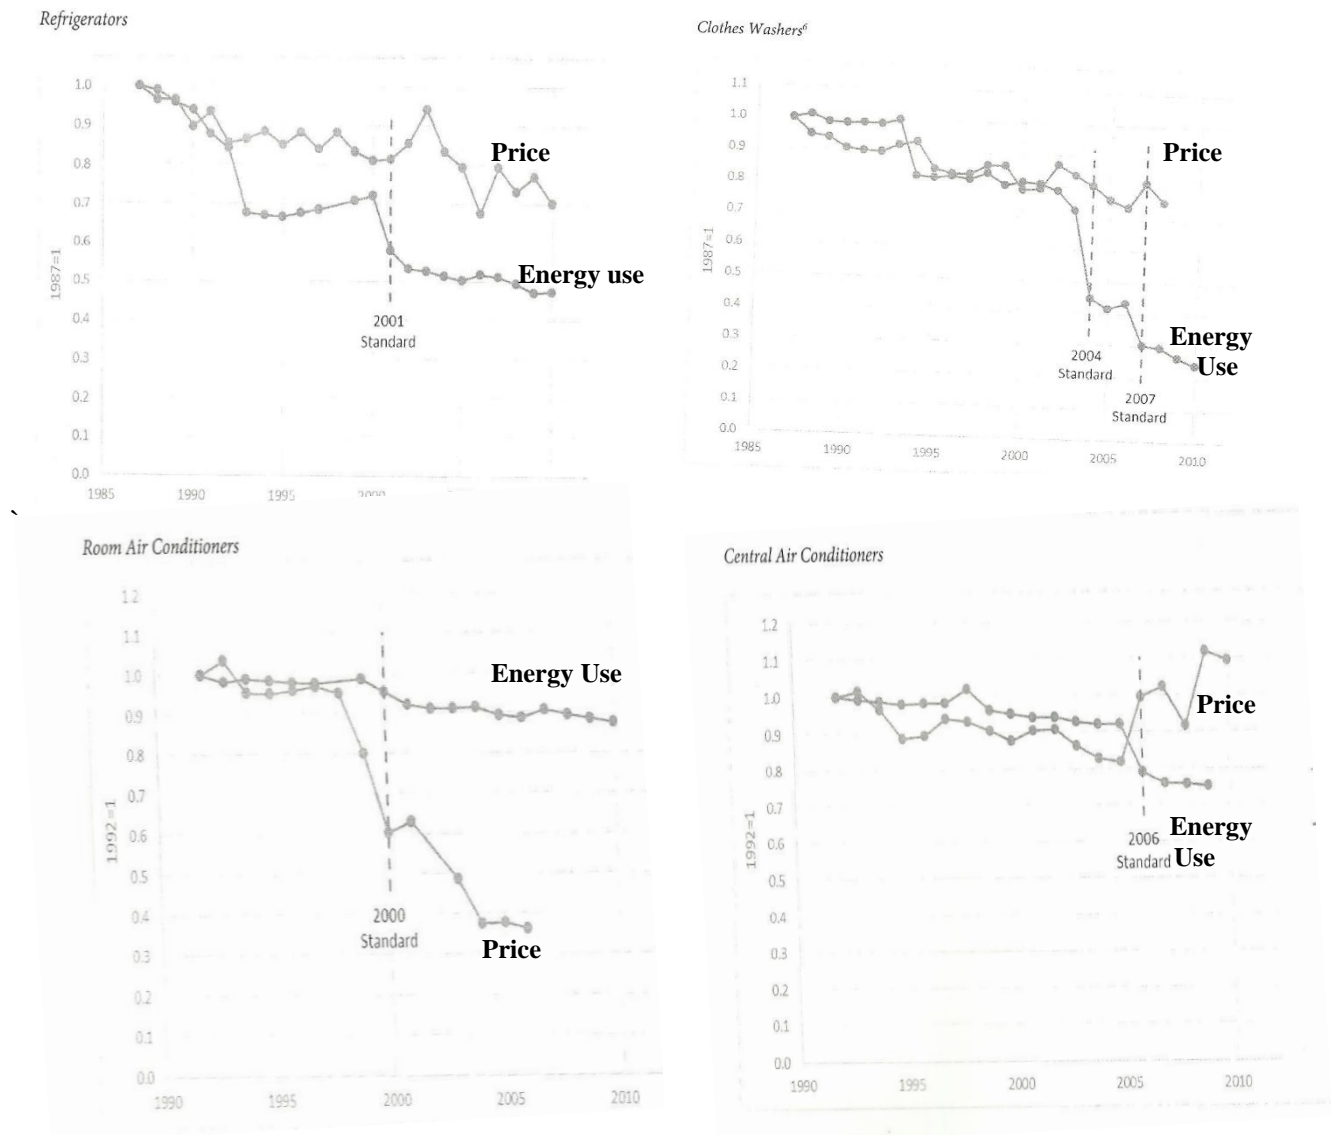 Refrigerators
1.0
0.9
0.8
0.7
0.6
0.5
0.4
0.3
0.2
0.1
0.0
1987=1
Price
Energy use
2001
Standard
1985 1990 1995 2000
Clothes Washers⁶
1.1
1.0
0.9
0.8
0.7
0.6
0.5
0.4
0.3
0.2
0.1
0.0
1987=1
Price
Energy
Use
2004
Standard
2007
Standard
1985 1990 1995 2000 2005 2010
`
Room Air Conditioners
1.2
1.1
1.0
0.9
0.8
0.7
0.6
0.5
0.4
0.3
0.2
0.1
0.0
1992=1
Energy Use
2000
Standard
Price
1990 1995 2000 2005 2010
Central Air Conditioners
1.2
1.1
1.0
0.9
0.8
0.7
0.6
0.5
0.4
0.3
0.2
0.1
0.0
1992=1
Price
Energy
Use
2006
Standard
1990 1995 2000 2005 2010